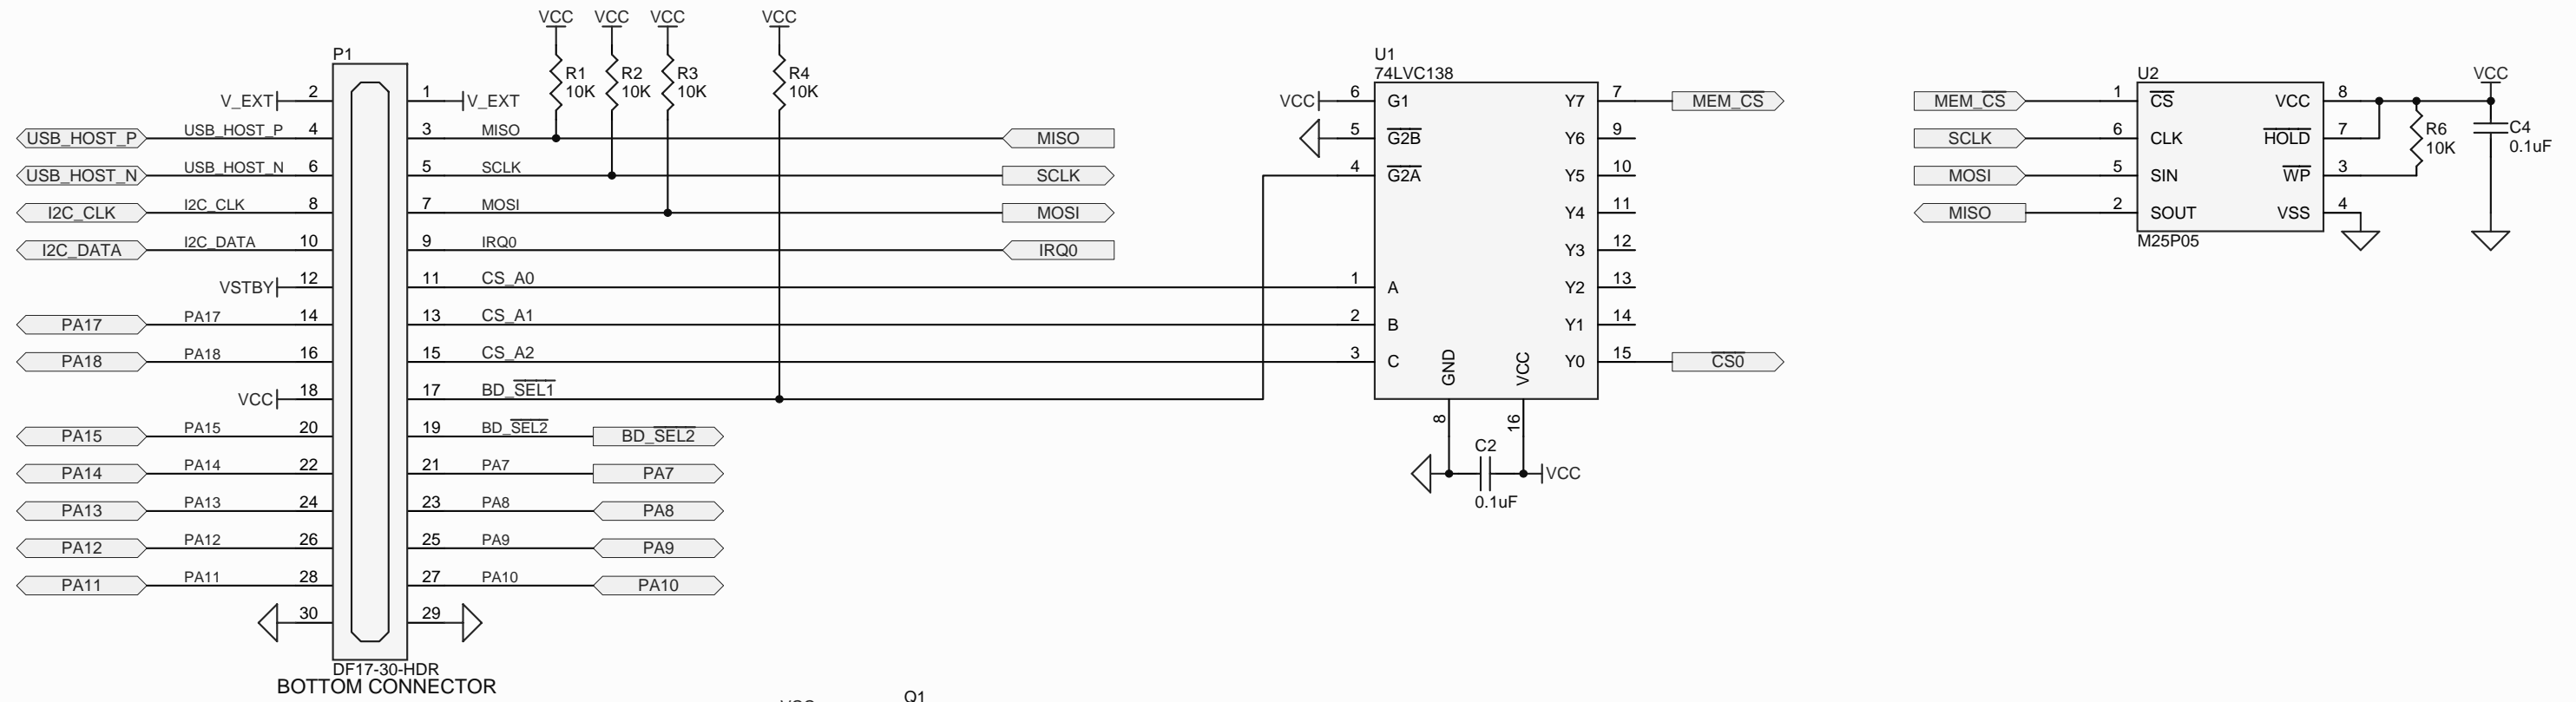 VCC VCC VCC VCC
R1 10K
R2 10K
R3 10K
R4 10K
P1
V_EXT 2 1 V_EXT
USB_HOST_P USB_HOST_P 4 3 MISO MISO
USB_HOST_N USB_HOST_N 6 5 SCLK SCLK
I2C_CLK I2C_CLK 8 7 MOSI MOSI
I2C_DATA I2C_DATA 10 9 IRQ0 IRQ0
VSTBY 12 11 CS_A0
PA17 PA17 14 13 CS_A1
PA18 PA18 16 15 CS_A2
VCC 18 17 BD_SEL1
PA15 PA15 20 19 BD_SEL2 BD_SEL2
PA14 PA14 22 21 PA7 PA7
PA13 PA13 24 23 PA8 PA8
PA12 PA12 26 25 PA9 PA9
PA11 PA11 28 27 PA10 PA10
30 29
DF17-30-HDR
BOTTOM CONNECTOR
Q1
U1
74LVC138
VCC 6 G1 Y7 7 MEM_CS
5 G2B Y6 9
4 G2A Y5 10
Y4 11
Y3 12
1 A Y2 13
2 B Y1 14
3 C Y0 15 CS0
GND VCC
8 16
C2
VCC
0.1uF
U2
VCC
MEM_CS 1 CS VCC 8
SCLK 6 CLK HOLD 7
MOSI 5 SIN WP 3
MISO 2 SOUT VSS 4
M25P05
R6
10K
C4
0.1uF